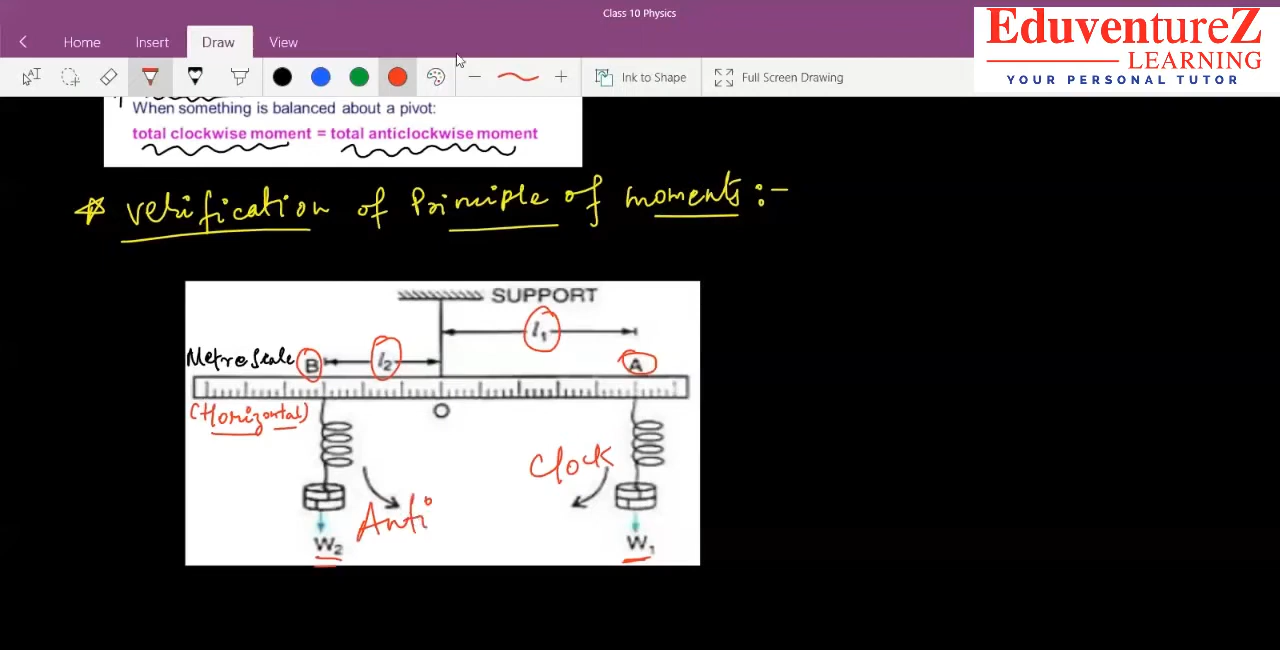 Class 10 Physics
EduventureZ
LEARNING
YOUR PERSONAL TUTOR
Home Insert Draw View
Ink to Shape Full Screen Drawing
When something is balanced about a pivot:
total clockwise moment = total anticlockwise moment
* verification of Principle of moments :-
SUPPORT
l₁
Metre Scale B l₂ A
(Horizontal) O
Clock
Anti
W₂ W₁